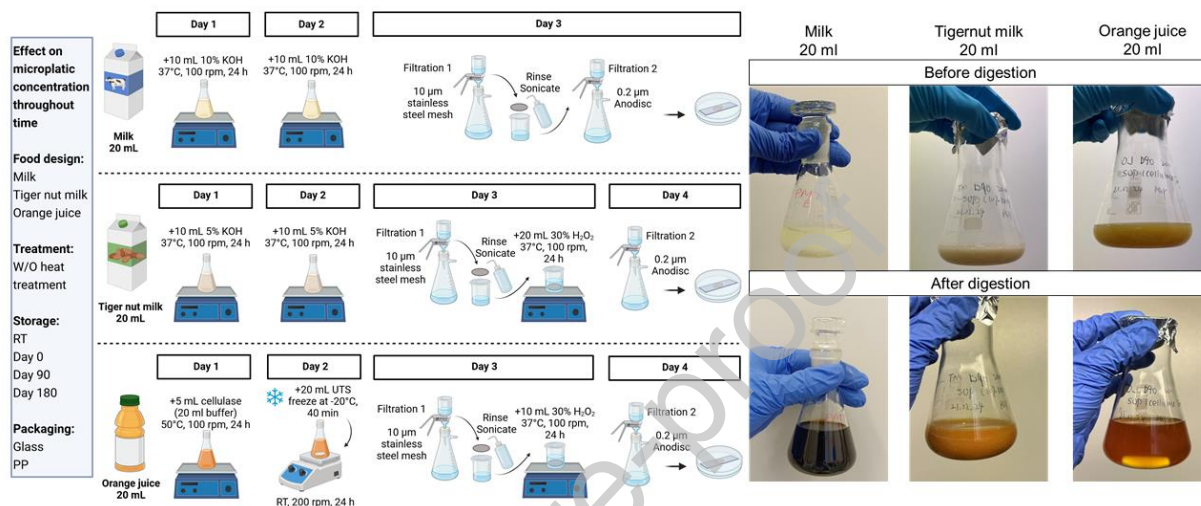 Effect on
microplatic
concentration
throughout
time
Food design:
Milk
Tiger nut milk
Orange juice
Treatment:
W/O heat
treatment
Storage:
RT
Day 0
Day 90
Day 180
Packaging:
Glass
PP
Milk
20 mL
Day 1
+10 mL 10% KOH
37°C, 100 rpm, 24 h
Day 2
+10 mL 10% KOH
37°C, 100 rpm, 24 h
Day 3
Filtration 1
10 µm
stainless
steel mesh
Rinse
Sonicate
Filtration 2
0.2 µm
Anodisc
Tiger nut milk
20 mL
Day 1
+10 mL 5% KOH
37°C, 100 rpm, 24 h
Day 2
+10 mL 5% KOH
37°C, 100 rpm, 24 h
Day 3
Filtration 1
10 µm
stainless
steel mesh
Rinse
Sonicate
+20 mL 30% H₂O₂
37°C, 100 rpm,
24 h
Day 4
Filtration 2
0.2 µm
Anodisc
Orange juice
20 mL
Day 1
+5 mL cellulase
(20 ml buffer)
50°C, 100 rpm, 24 h
Day 2
+20 mL UTS
freeze at -20°C,
40 min
RT, 200 rpm, 24 h
Day 3
Filtration 1
10 µm
stainless
steel mesh
Rinse
Sonicate
+10 mL 30% H₂O₂
37°C, 100 rpm,
24 h
Day 4
Filtration 2
0.2 µm
Anodisc
Milk
20 ml
Tigernut milk
20 ml
Orange juice
20 ml
Before digestion
TM D90
OJ D90
After digestion
TM D90
OJ D90